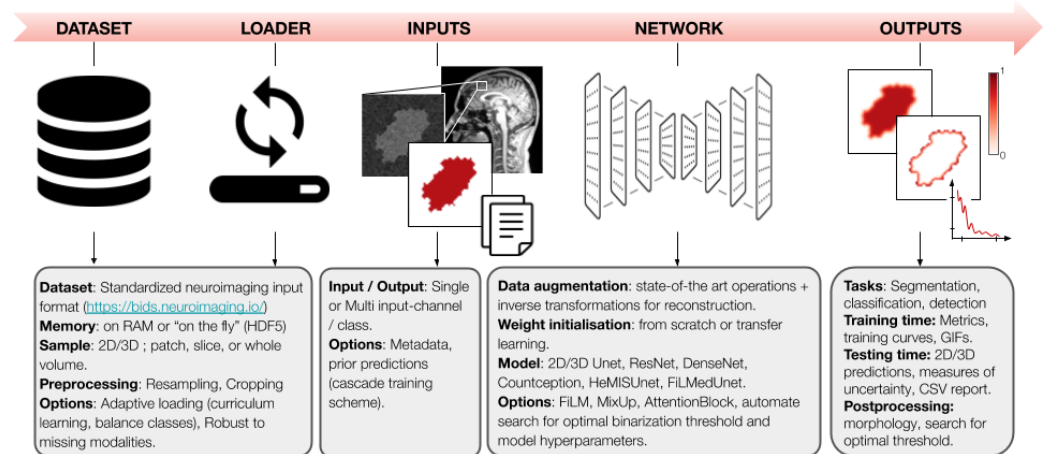 DATASET
LOADER
INPUTS
NETWORK
OUTPUTS
1
0
Dataset: Standardized neuroimaging input
format (https://bids.neuroimaging.io/)
Memory: on RAM or “on the fly” (HDF5)
Sample: 2D/3D ; patch, slice, or whole
volume.
Preprocessing: Resampling, Cropping
Options: Adaptive loading (curriculum
learning, balance classes), Robust to
missing modalities.
Input / Output: Single
or Multi input-channel
/ class.
Options: Metadata,
prior predictions
(cascade training
scheme).
Data augmentation: state-of-the art operations +
inverse transformations for reconstruction.
Weight initialisation: from scratch or transfer
learning.
Model: 2D/3D Unet, ResNet, DenseNet,
Countception, HeMISUnet, FiLMedUnet.
Options: FiLM, MixUp, AttentionBlock, automate
search for optimal binarization threshold and
model hyperparameters.
Tasks: Segmentation,
classification, detection
Training time: Metrics,
training curves, GIFs.
Testing time: 2D/3D
predictions, measures of
uncertainty, CSV report.
Postprocessing:
morphology, search for
optimal threshold.